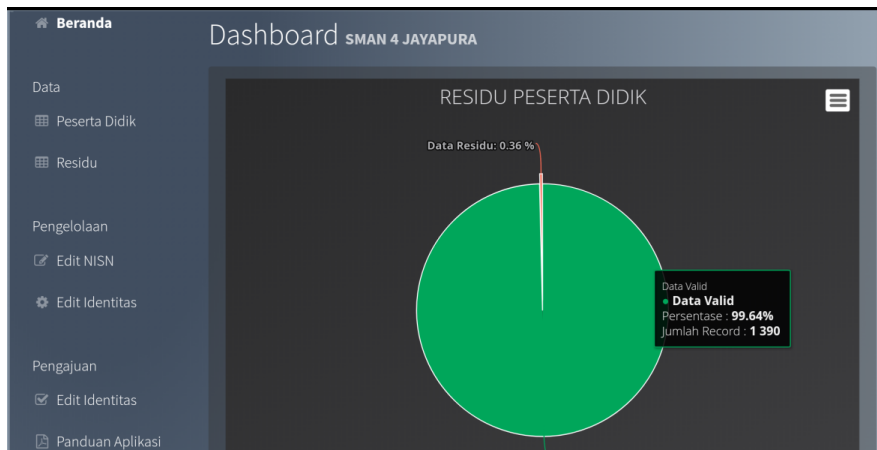 Beranda
Dashboard SMAN 4 JAYAPURA
Data
Peserta Didik
Residu
Pengelolaan
Edit NISN
Edit Identitas
Pengajuan
Edit Identitas
Panduan Aplikasi
RESIDU PESERTA DIDIK
Data Residu: 0.36 %
Data Valid
● Data Valid
Persentase : 99.64%
Jumlah Record : 1 390